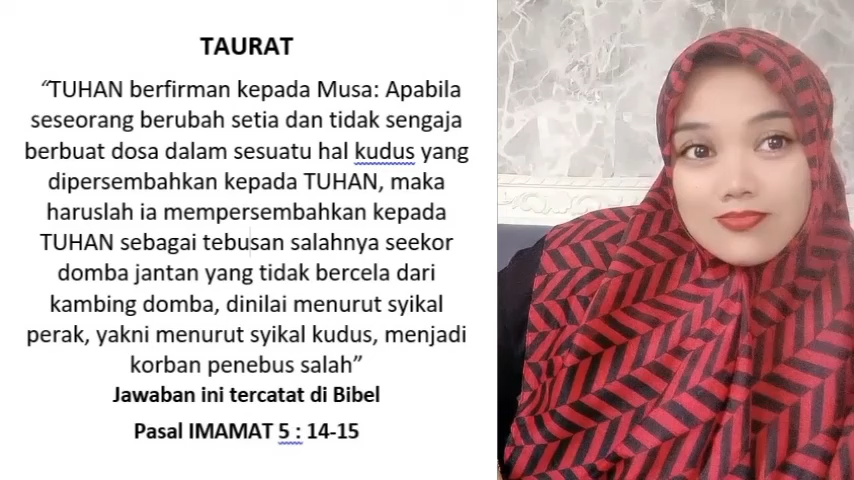 TAURAT
“TUHAN berfirman kepada Musa: Apabila
seseorang berubah setia dan tidak sengaja
berbuat dosa dalam sesuatu hal kudus yang
dipersembahkan kepada TUHAN, maka
haruslah ia mempersembahkan kepada
TUHAN sebagai tebusan salahnya seekor
domba jantan yang tidak bercela dari
kambing domba, dinilai menurut syikal
perak, yakni menurut syikal kudus, menjadi
korban penebus salah”
Jawaban ini tercatat di Bibel
Pasal IMAMAT 5 : 14-15